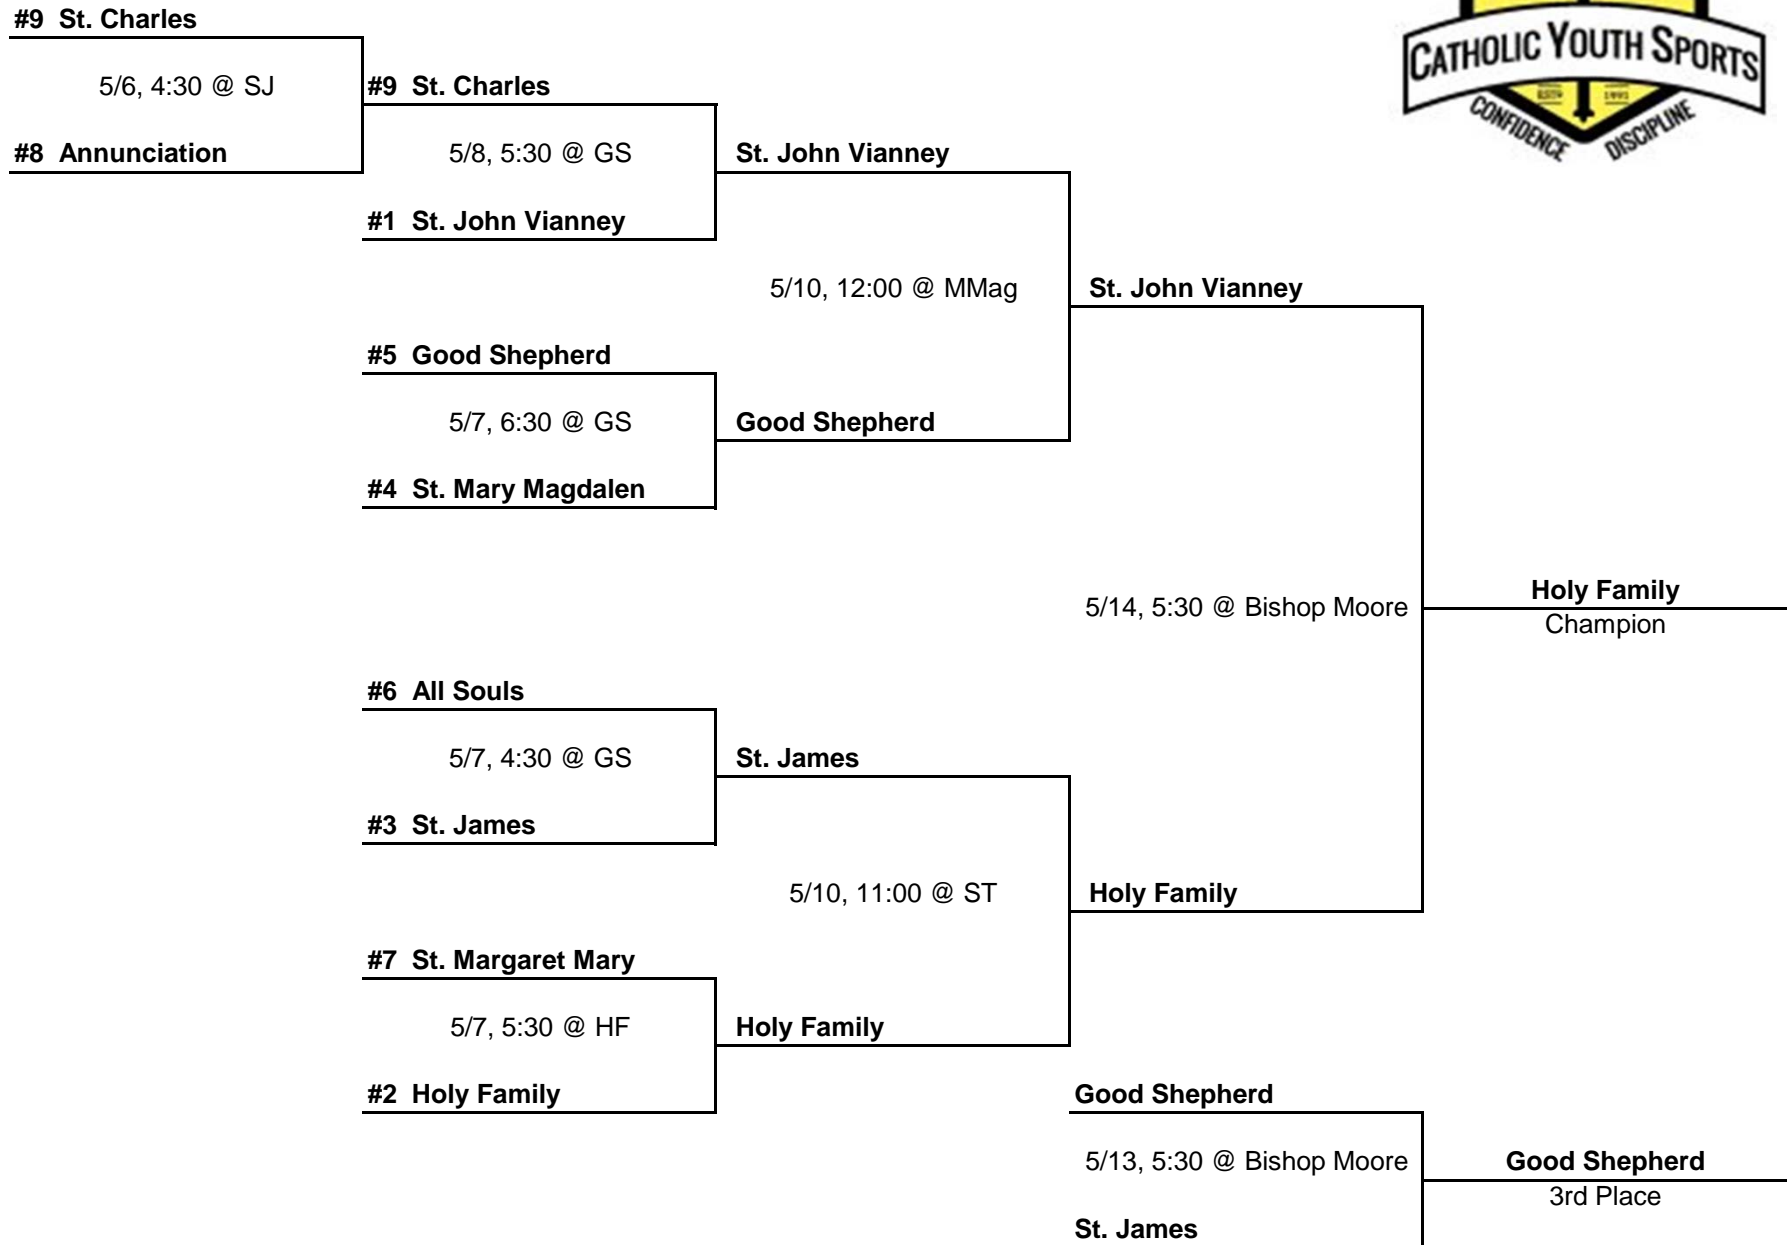 #9 St. Charles
5/6, 4:30 @ SJ
#8 Annunciation
#9 St. Charles
5/8, 5:30 @ GS
#1 St. John Vianney
#5 Good Shepherd
5/7, 6:30 @ GS
#4 St. Mary Magdalen
#6 All Souls
5/7, 4:30 @ GS
#3 St. James
#7 St. Margaret Mary
5/7, 5:30 @ HF
#2 Holy Family
St. John Vianney
5/10, 12:00 @ MMag
Good Shepherd
St. James
5/10, 11:00 @ ST
Holy Family
St. John Vianney
5/14, 5:30 @ Bishop Moore
Holy Family
Holy Family
Champion
Good Shepherd
5/13, 5:30 @ Bishop Moore
St. James
Good Shepherd
3rd Place
CATHOLIC YOUTH SPORTS
CONFIDENCE
DISCIPLINE